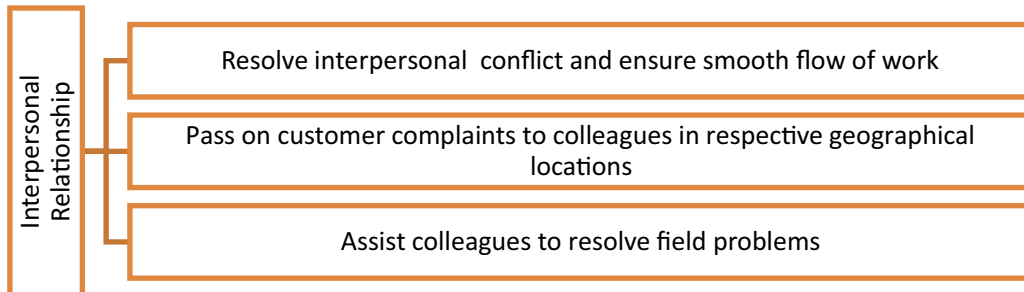 Interpersonal
Relationship
Resolve interpersonal conflict and ensure smooth flow of work
Pass on customer complaints to colleagues in respective geographical
locations
Assist colleagues to resolve field problems